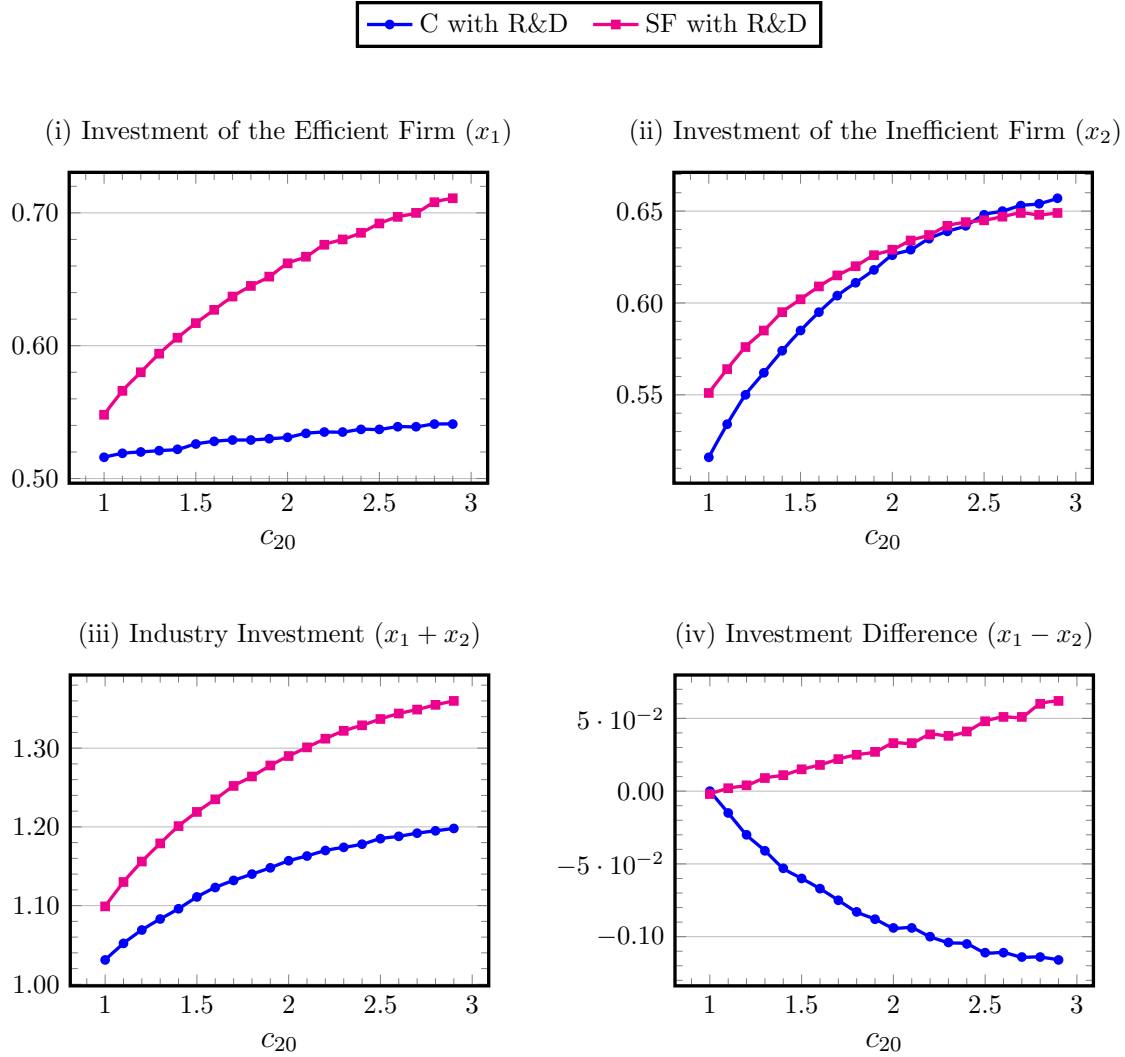 C with R&D SF with R&D
(i) Investment of the Efficient Firm (x₁)
0.70
0.60
0.50
1 1.5 2 2.5 3
c₂₀
(ii) Investment of the Inefficient Firm (x₂)
0.65
0.60
0.55
1 1.5 2 2.5 3
c₂₀
(iii) Industry Investment (x₁ + x₂)
1.30
1.20
1.10
1.00
1 1.5 2 2.5 3
c₂₀
(iv) Investment Difference (x₁ − x₂)
5 · 10⁻²
0.00
−5 · 10⁻²
−0.10
1 1.5 2 2.5 3
c₂₀